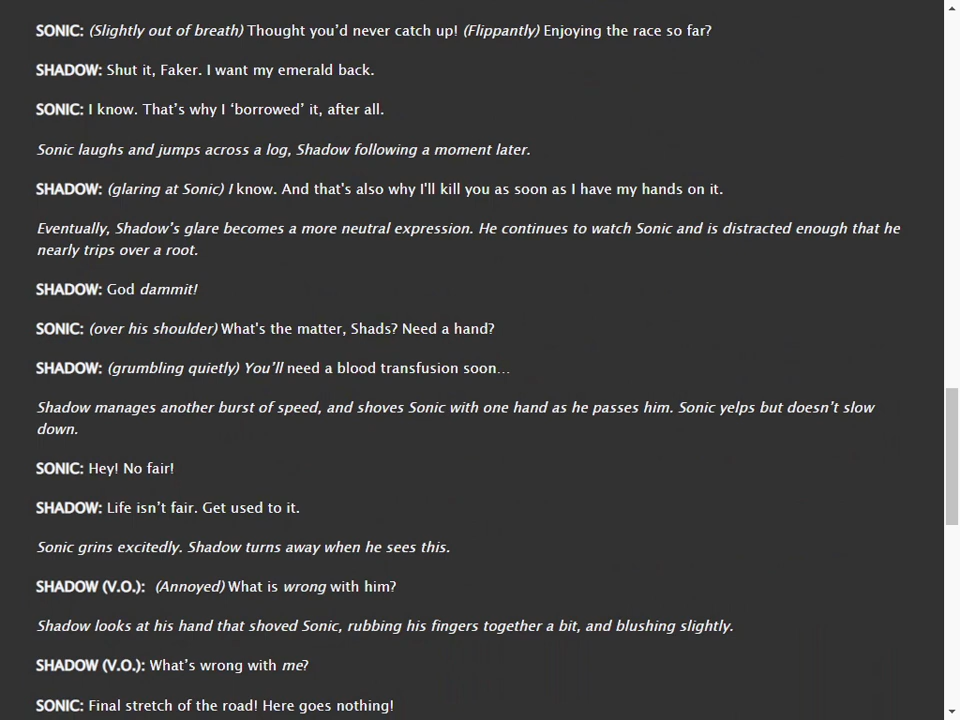 SONIC: (Slightly out of breath) Thought you’d never catch up! (Flippantly) Enjoying the race so far?
SHADOW: Shut it, Faker. I want my emerald back.
SONIC: I know. That’s why I ‘borrowed’ it, after all.
Sonic laughs and jumps across a log, Shadow following a moment later.
SHADOW: (glaring at Sonic) I know. And that's also why I'll kill you as soon as I have my hands on it.
Eventually, Shadow’s glare becomes a more neutral expression. He continues to watch Sonic and is distracted enough that he
nearly trips over a root.
SHADOW: God dammit!
SONIC: (over his shoulder) What's the matter, Shads? Need a hand?
SHADOW: (grumbling quietly) You’ll need a blood transfusion soon…
Shadow manages another burst of speed, and shoves Sonic with one hand as he passes him. Sonic yelps but doesn’t slow
down.
SONIC: Hey! No fair!
SHADOW: Life isn’t fair. Get used to it.
Sonic grins excitedly. Shadow turns away when he sees this.
SHADOW (V.O.): (Annoyed) What is wrong with him?
Shadow looks at his hand that shoved Sonic, rubbing his fingers together a bit, and blushing slightly.
SHADOW (V.O.): What’s wrong with me?
SONIC: Final stretch of the road! Here goes nothing!